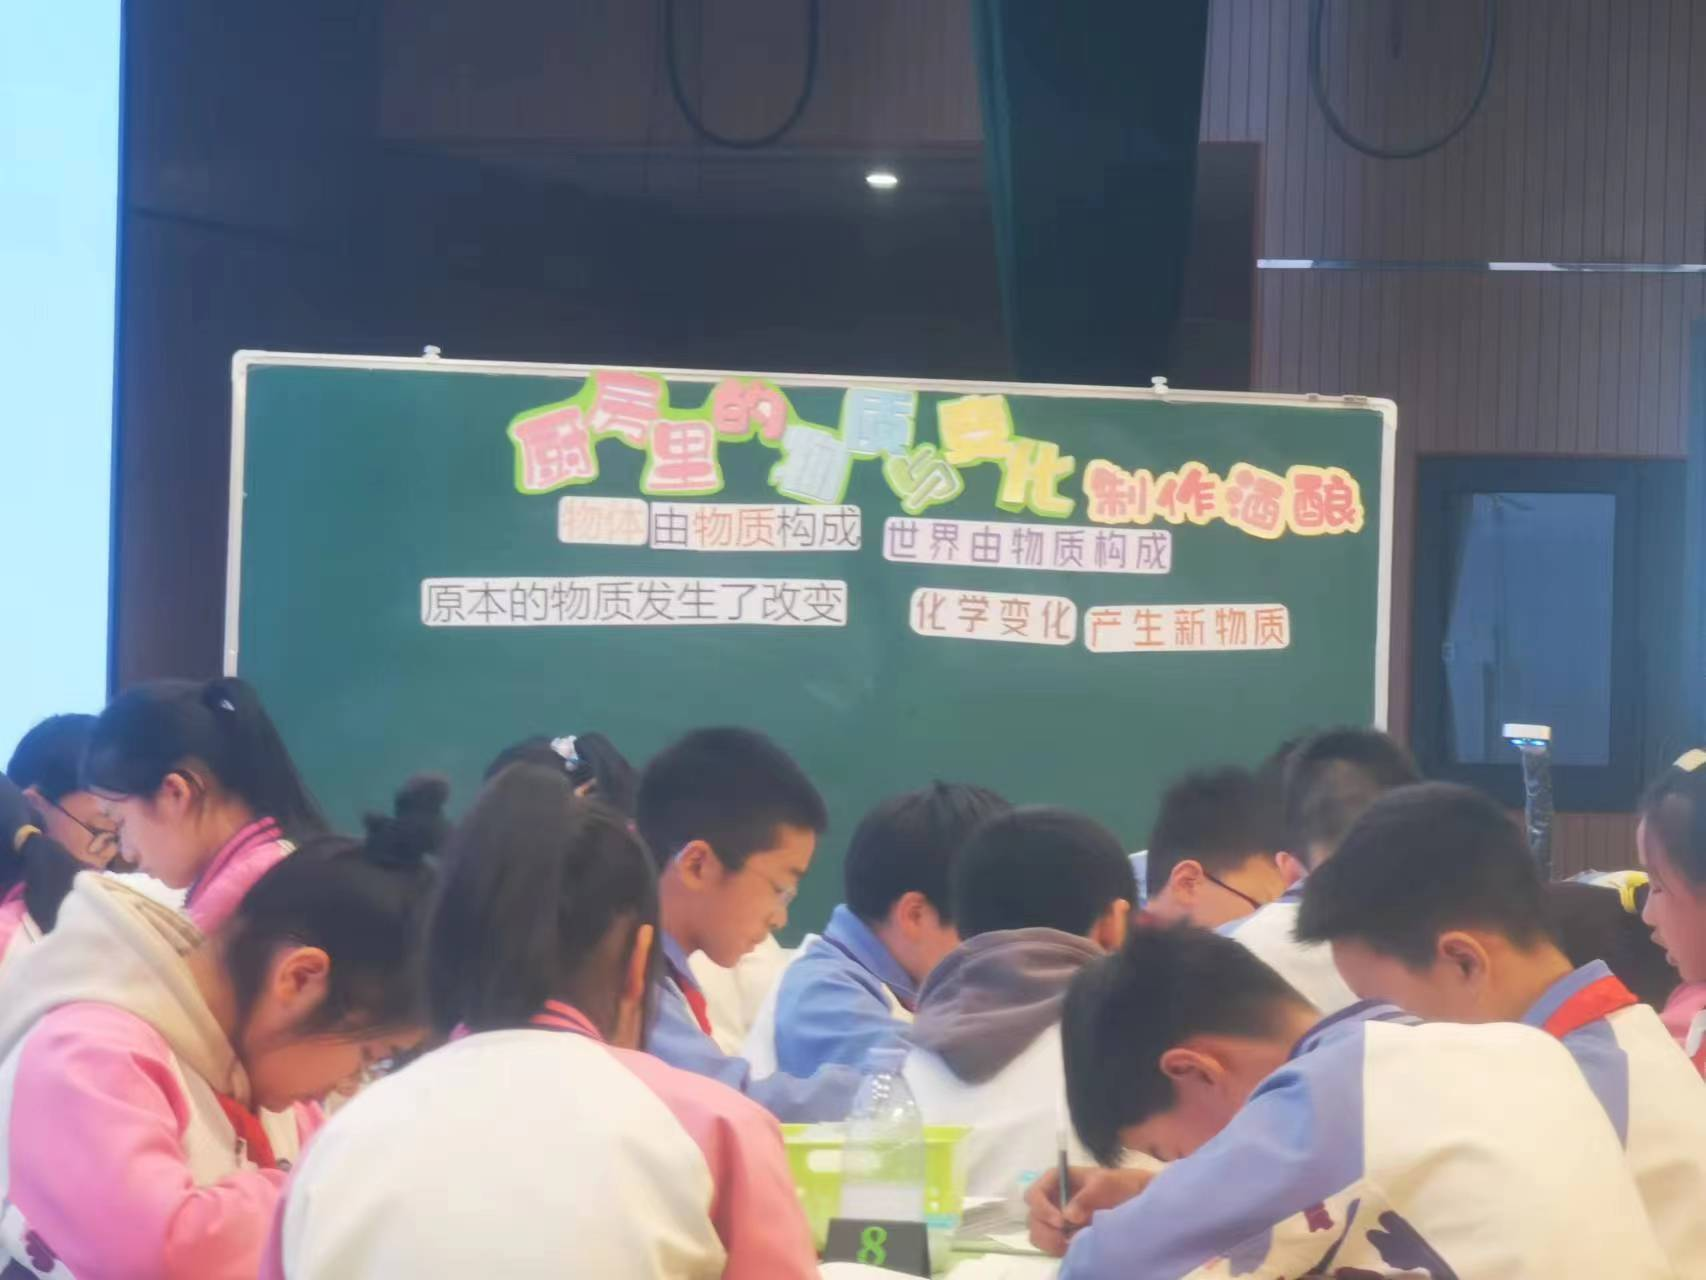 厨房里的物质与变化 制作酒酿
物体由物质构成 世界由物质构成
原本的物质发生了改变 化学变化 产生新物质
8